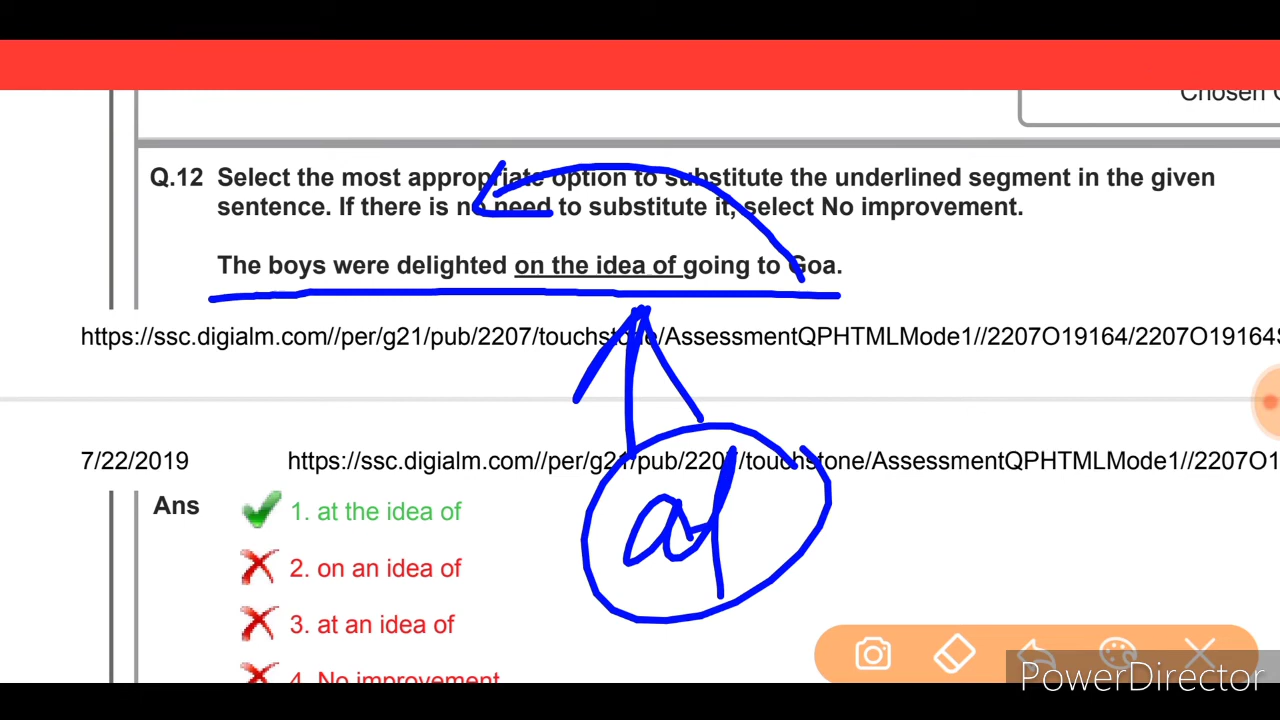 Chosen
Q.12 Select the most appropriate option to substitute the underlined segment in the given
sentence. If there is no need to substitute it, select No improvement.
The boys were delighted on the idea of going to Goa.
https://ssc.digialm.com//per/g21/pub/2207/touchstone/AssessmentQPHTMLMode1//2207O19164/2207O19164S
7/22/2019 https://ssc.digialm.com//per/g21/pub/2207/touchstone/AssessmentQPHTMLMode1//2207O1
Ans 1. at the idea of
at
2. on an idea of
3. at an idea of
4. No improvement
PowerDirector